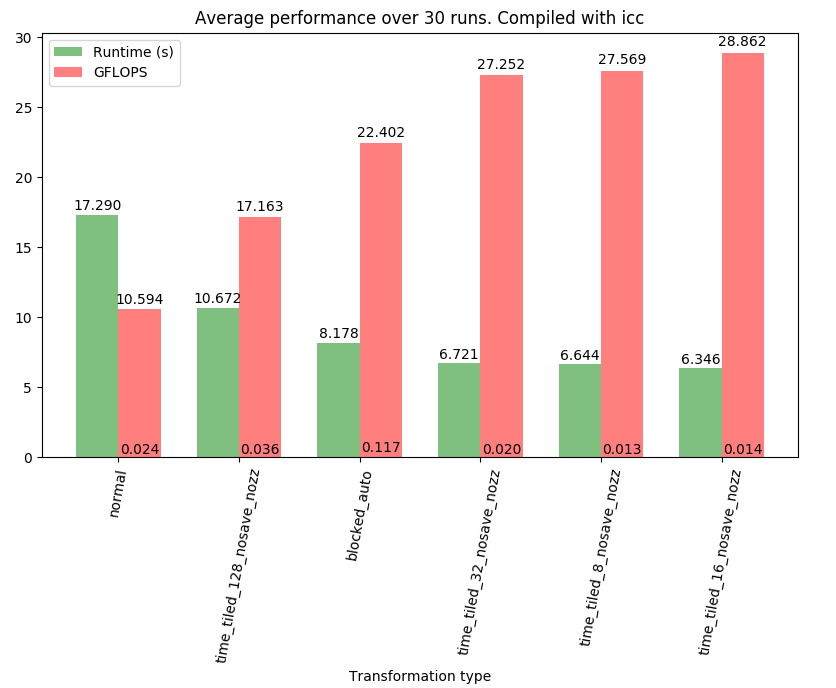 Average performance over 30 runs. Compiled with icc
Runtime (s)
GFLOPS
30
25
20
15
10
5
0
17.290
10.594
0.024
10.672
17.163
0.036
8.178
22.402
0.117
6.721
27.252
0.020
6.644
27.569
0.013
6.346
28.862
0.014
normal
time_tiled_128_nosave_nozz
blocked_auto
time_tiled_32_nosave_nozz
time_tiled_8_nosave_nozz
time_tiled_16_nosave_nozz
Transformation type